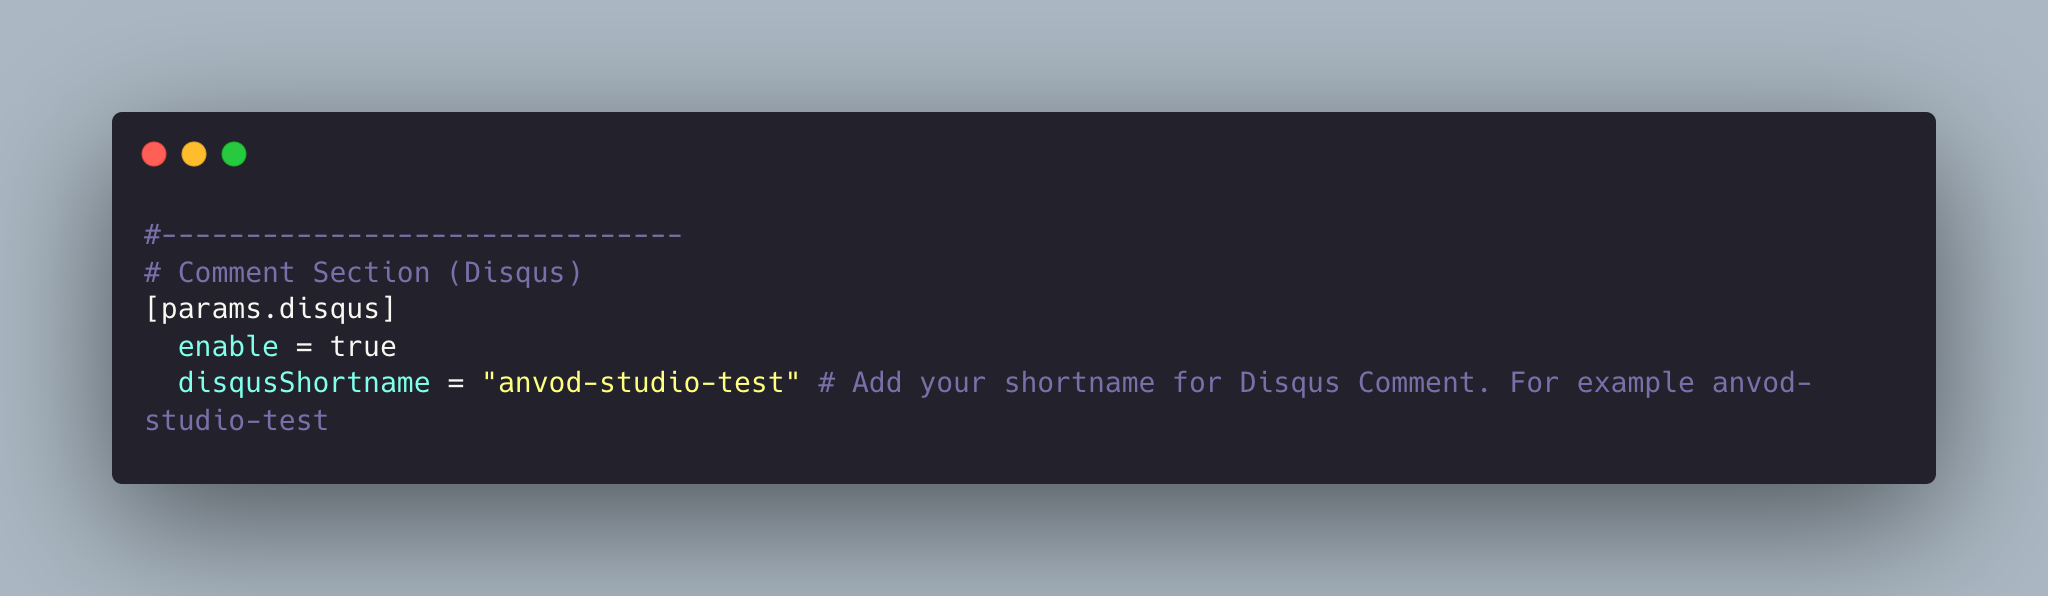 #-------------------------------
# Comment Section (Disqus)
[params.disqus]
  enable = true
  disqusShortname = "anvod-studio-test" # Add your shortname for Disqus Comment. For example anvod-
studio-test